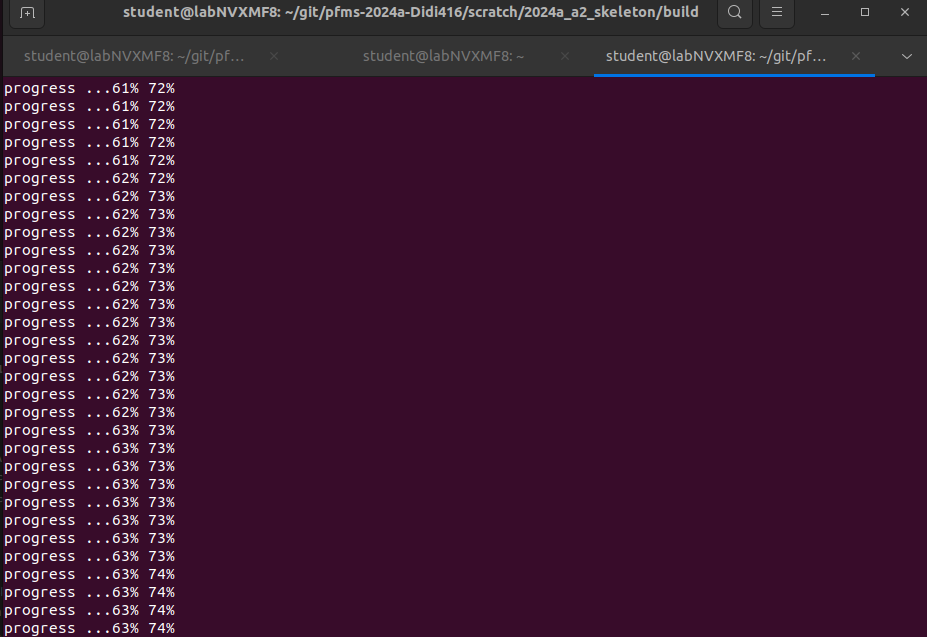 student@labNVXMF8: ~/git/pfms-2024a-Didi416/scratch/2024a_a2_skeleton/build
student@labNVXMF8: ~/git/pf... student@labNVXMF8: ~ student@labNVXMF8: ~/git/pf...
progress ...61% 72%
progress ...61% 72%
progress ...61% 72%
progress ...61% 72%
progress ...61% 72%
progress ...62% 72%
progress ...62% 73%
progress ...62% 73%
progress ...62% 73%
progress ...62% 73%
progress ...62% 73%
progress ...62% 73%
progress ...62% 73%
progress ...62% 73%
progress ...62% 73%
progress ...62% 73%
progress ...62% 73%
progress ...62% 73%
progress ...62% 73%
progress ...63% 73%
progress ...63% 73%
progress ...63% 73%
progress ...63% 73%
progress ...63% 73%
progress ...63% 73%
progress ...63% 73%
progress ...63% 73%
progress ...63% 74%
progress ...63% 74%
progress ...63% 74%
progress ...63% 74%